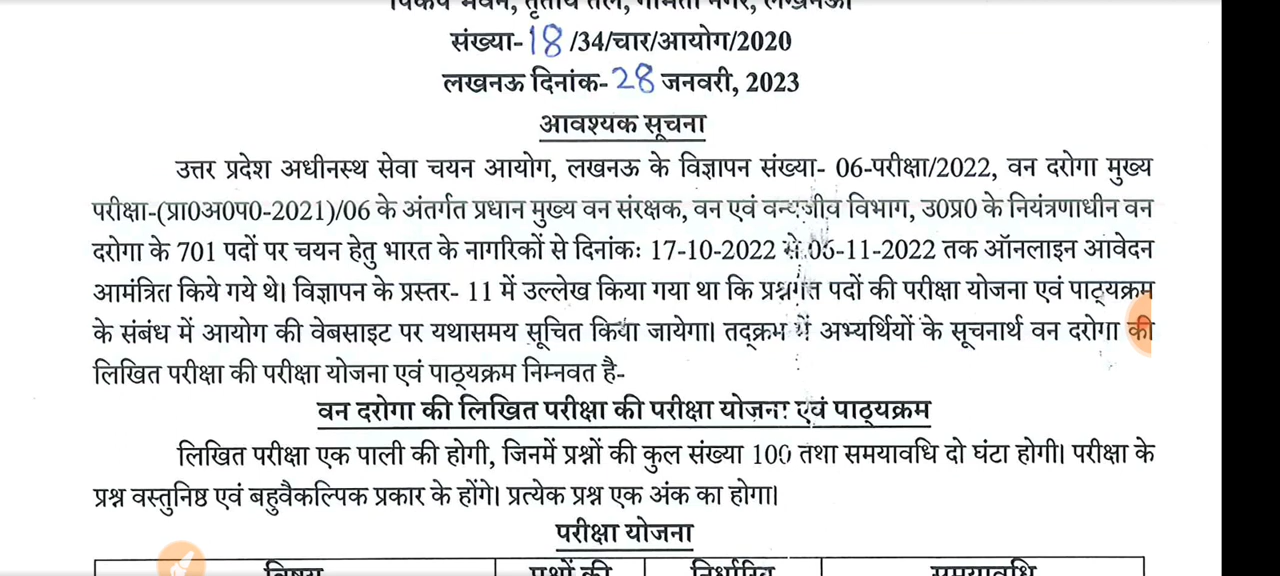 संख्या-18/34/चार/आयोग/2020
लखनऊ दिनांक-28 जनवरी, 2023
आवश्यक सूचना
उत्तर प्रदेश अधीनस्थ सेवा चयन आयोग, लखनऊ के विज्ञापन संख्या- 06-परीक्षा/2022, वन दरोगा मुख्य
परीक्षा-(प्रा0अ0प0-2021)/06 के अंतर्गत प्रधान मुख्य वन संरक्षक, वन एवं वन्यजीव विभाग, उ0प्र0 के नियंत्रणाधीन वन
दरोगा के 701 पदों पर चयन हेतु भारत के नागरिकों से दिनांकः 17-10-2022 से 06-11-2022 तक ऑनलाइन आवेदन
आमंत्रित किये गये थे। विज्ञापन के प्रस्तर- 11 में उल्लेख किया गया था कि प्रश्नगत पदों की परीक्षा योजना एवं पाठ्यक्रम
के संबंध में आयोग की वेबसाइट पर यथासमय सूचित किया जायेगा। तद्क्रम में अभ्यर्थियों के सूचनार्थ वन दरोगा की
लिखित परीक्षा की परीक्षा योजना एवं पाठ्यक्रम निम्नवत है-
वन दरोगा की लिखित परीक्षा की परीक्षा योजना एवं पाठ्यक्रम
लिखित परीक्षा एक पाली की होगी, जिनमें प्रश्नों की कुल संख्या 100 तथा समयावधि दो घंटा होगी। परीक्षा के
प्रश्न वस्तुनिष्ठ एवं बहुवैकल्पिक प्रकार के होंगे। प्रत्येक प्रश्न एक अंक का होगा।
परीक्षा योजना
विषय प्रश्नों की निर्धारित समयावधि